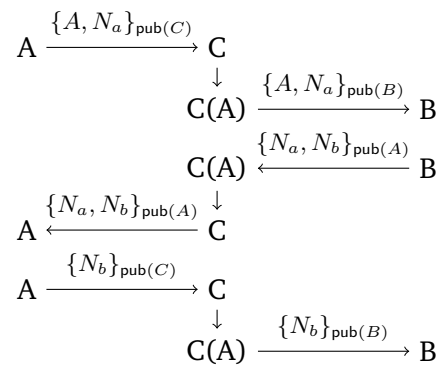 {A, N_a}_pub(C)
A → C
↓
{A, N_a}_pub(B)
C(A) → B
{N_a, N_b}_pub(A)
C(A) ← B
↓
{N_a, N_b}_pub(A)
A ← C
{N_b}_pub(C)
A → C
↓
{N_b}_pub(B)
C(A) → B